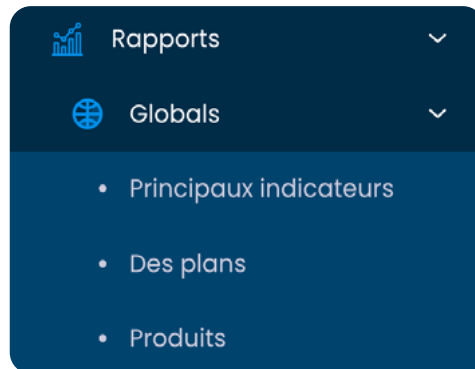 Rapports
Globals
Principaux indicateurs
Des plans
Produits